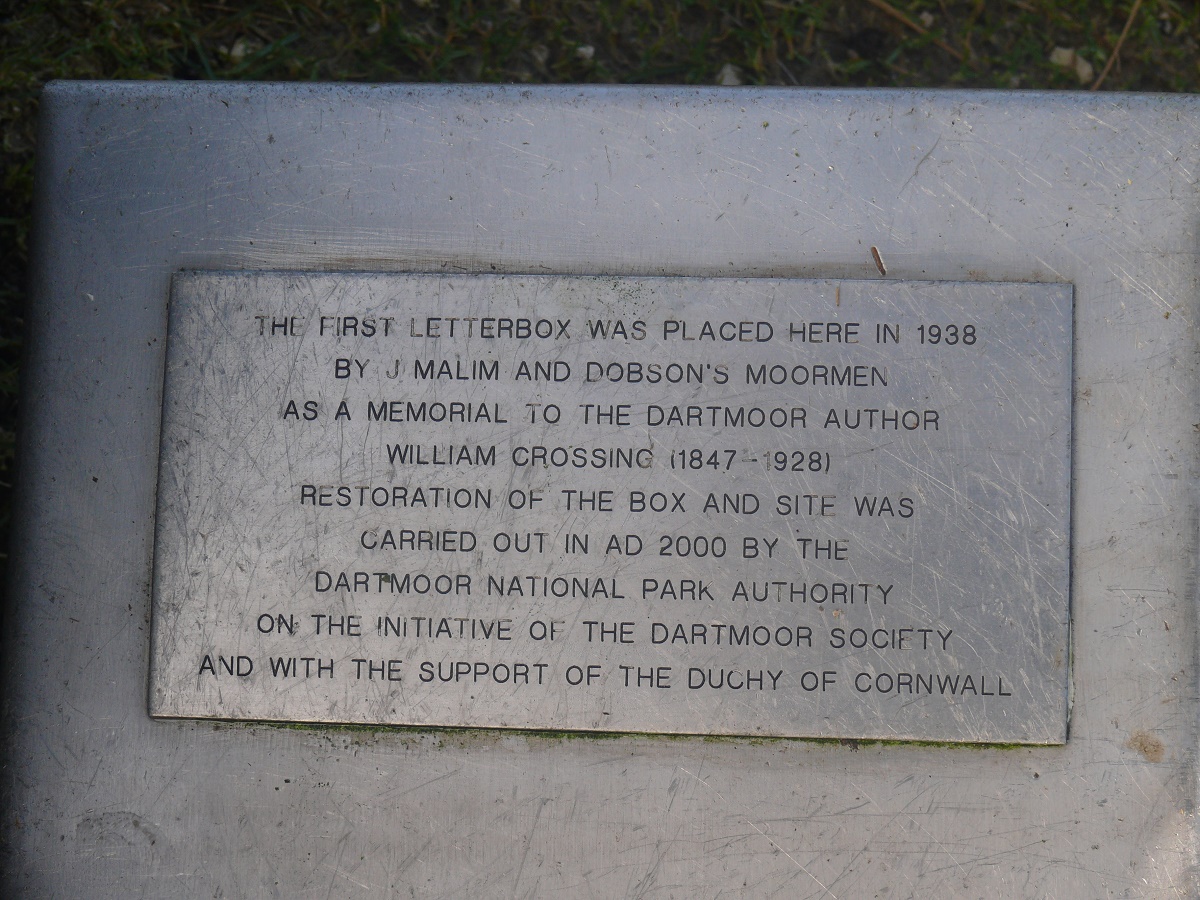 THE FIRST LETTERBOX WAS PLACED HERE IN 1938
BY J MALIM AND DOBSON'S MOORMEN
AS A MEMORIAL TO THE DARTMOOR AUTHOR
WILLIAM CROSSING (1847-1928)
RESTORATION OF THE BOX AND SITE WAS
CARRIED OUT IN AD 2000 BY THE
DARTMOOR NATIONAL PARK AUTHORITY
ON THE INITIATIVE OF THE DARTMOOR SOCIETY
AND WITH THE SUPPORT OF THE DUCHY OF CORNWALL